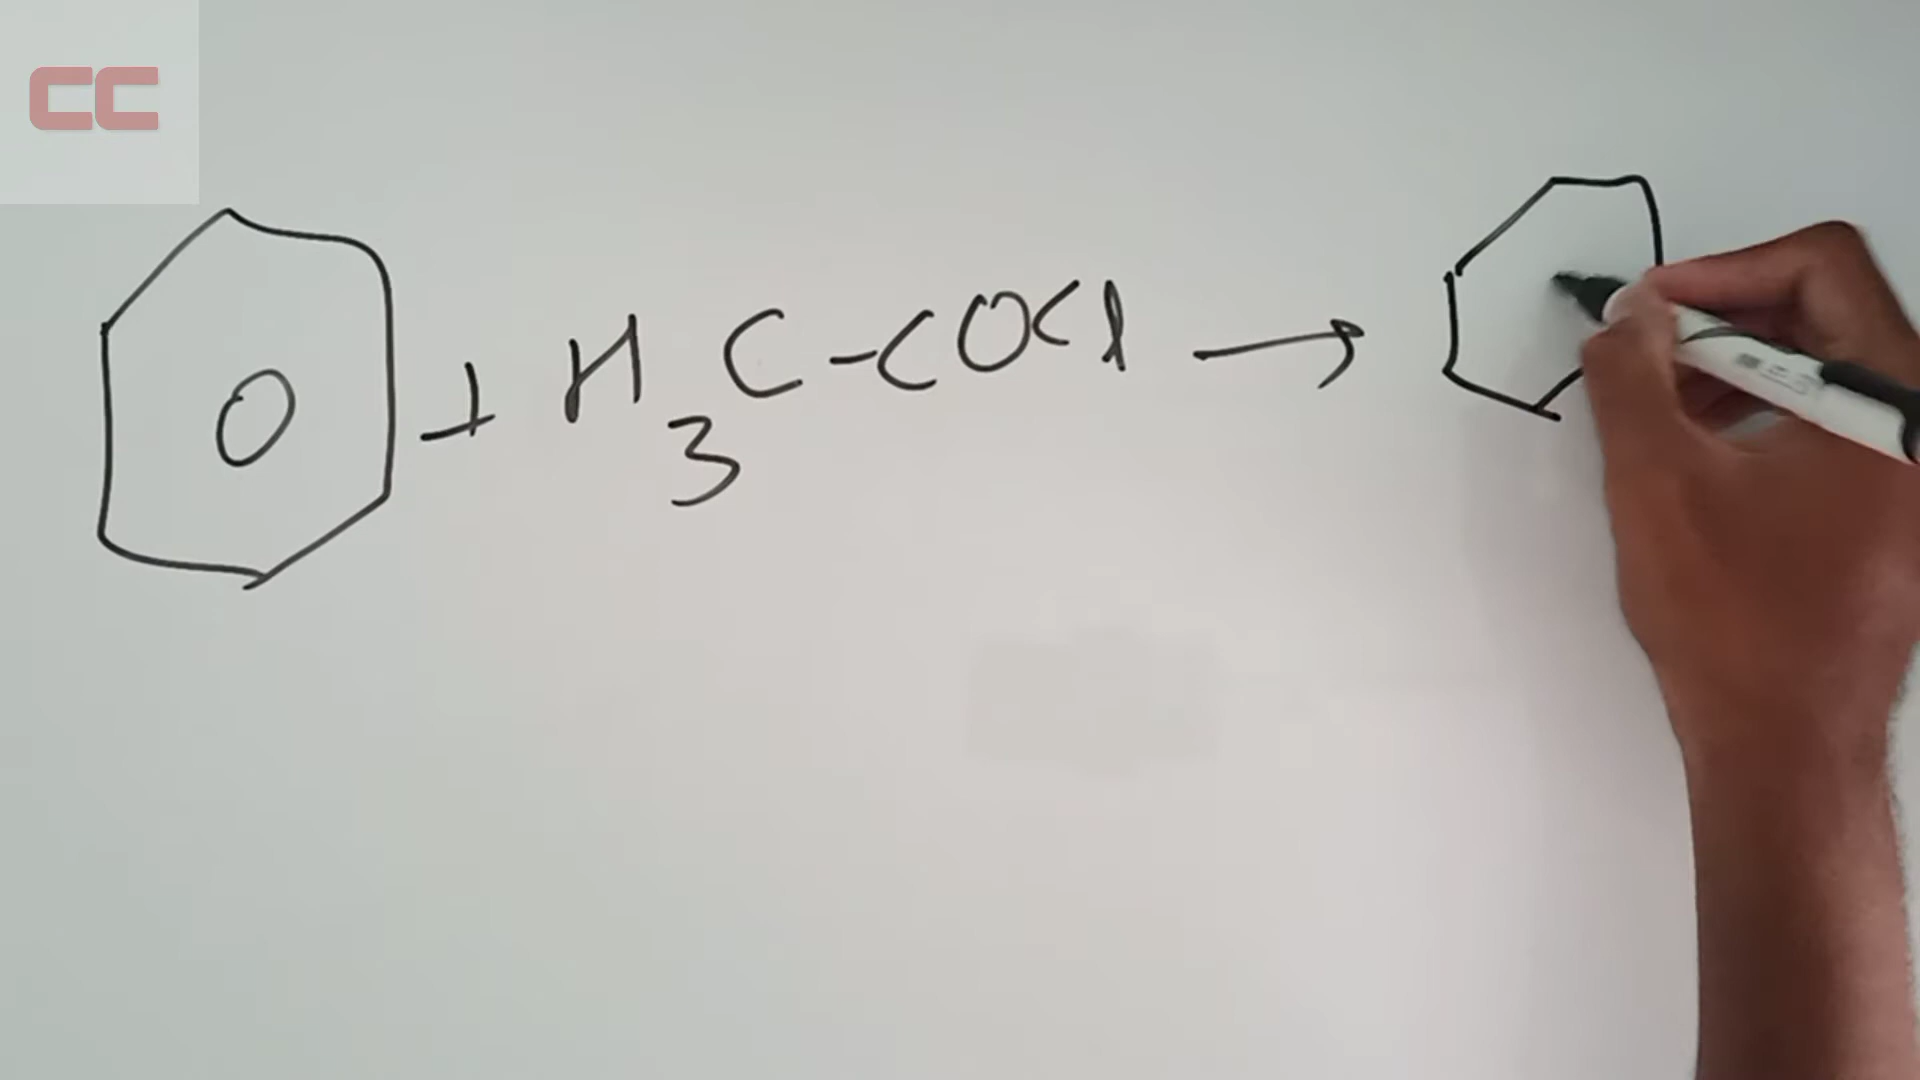 CC
+ H3C-COCl →